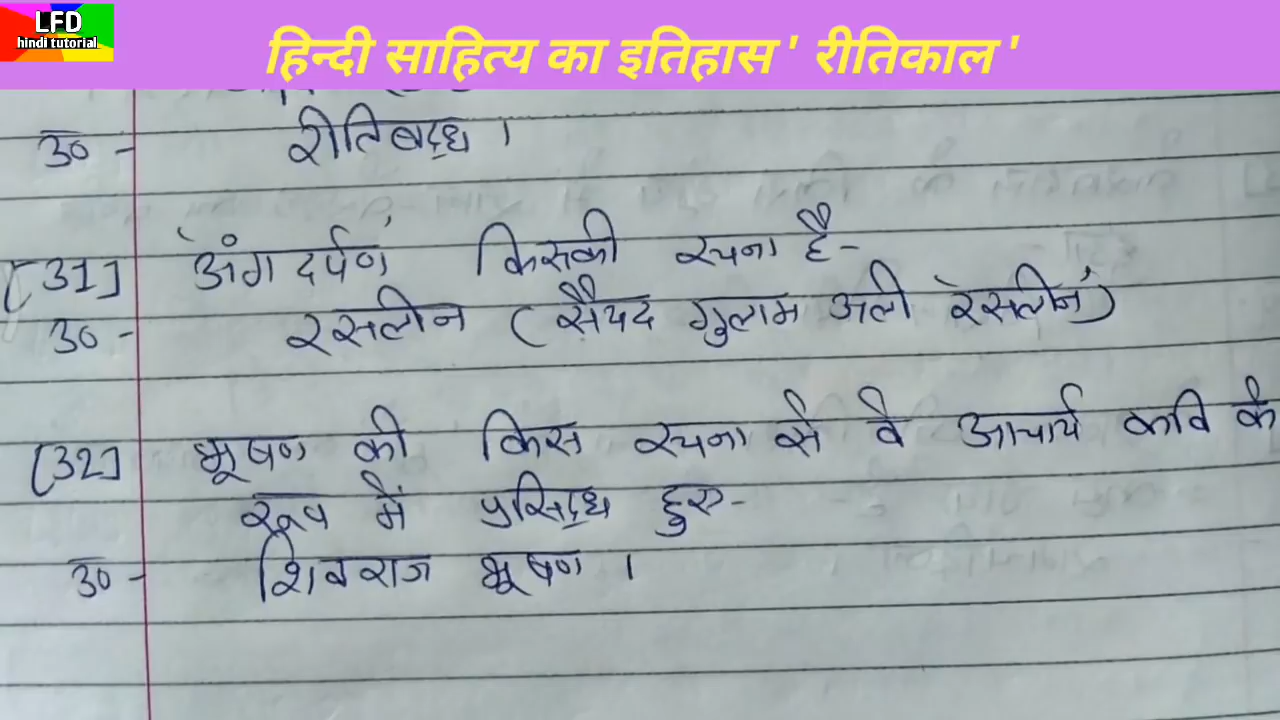 LFD
hindi tutorial
हिन्दी साहित्य का इतिहास ' रीतिकाल '
उ० - रीतिबद्ध ।
[31] 'अंग दर्पण' किसकी रचना है-
उ० - रसलीन ( सैयद गुलाम अली 'रसलीन')
[32] भूषण की किस रचना से वे आचार्य कवि के
रूप में प्रसिद्ध हुए-
उ० - शिवराज भूषण ।